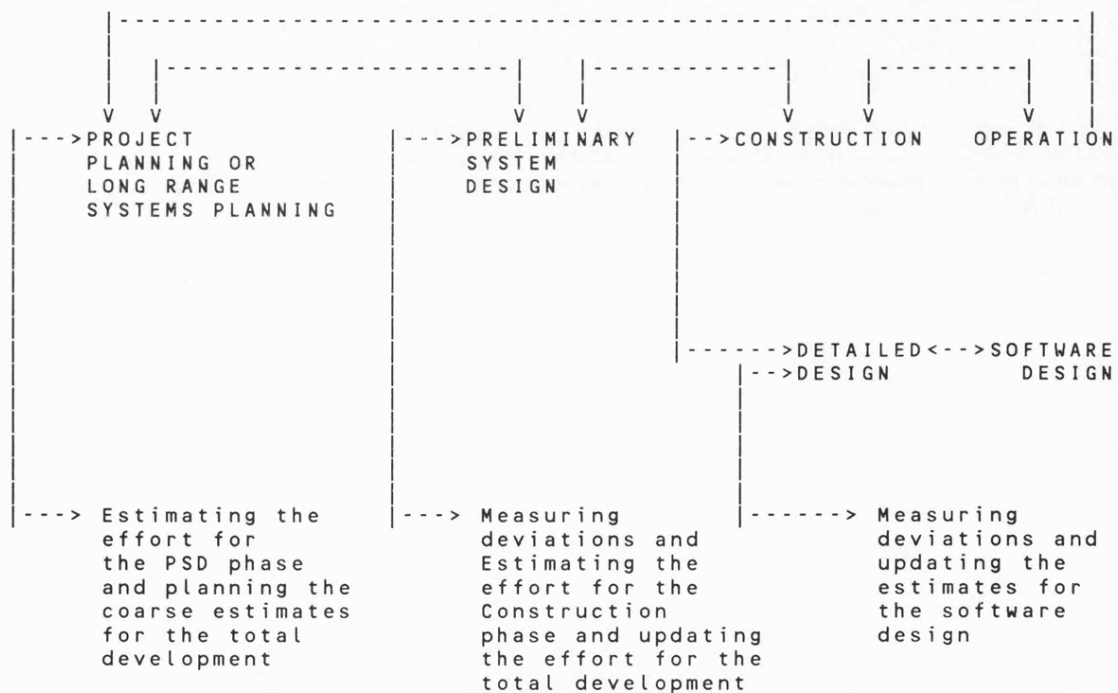 PROJECT
PLANNING OR
LONG RANGE
SYSTEMS PLANNING
PRELIMINARY
SYSTEM
DESIGN
CONSTRUCTION
OPERATION
DETAILED
DESIGN
SOFTWARE
DESIGN
Estimating the
effort for
the PSD phase
and planning the
coarse estimates
for the total
development
Measuring
deviations and
Estimating the
effort for the
Construction
phase and updating
the effort for the
total development
Measuring
deviations and
updating the
estimates for
the software
design